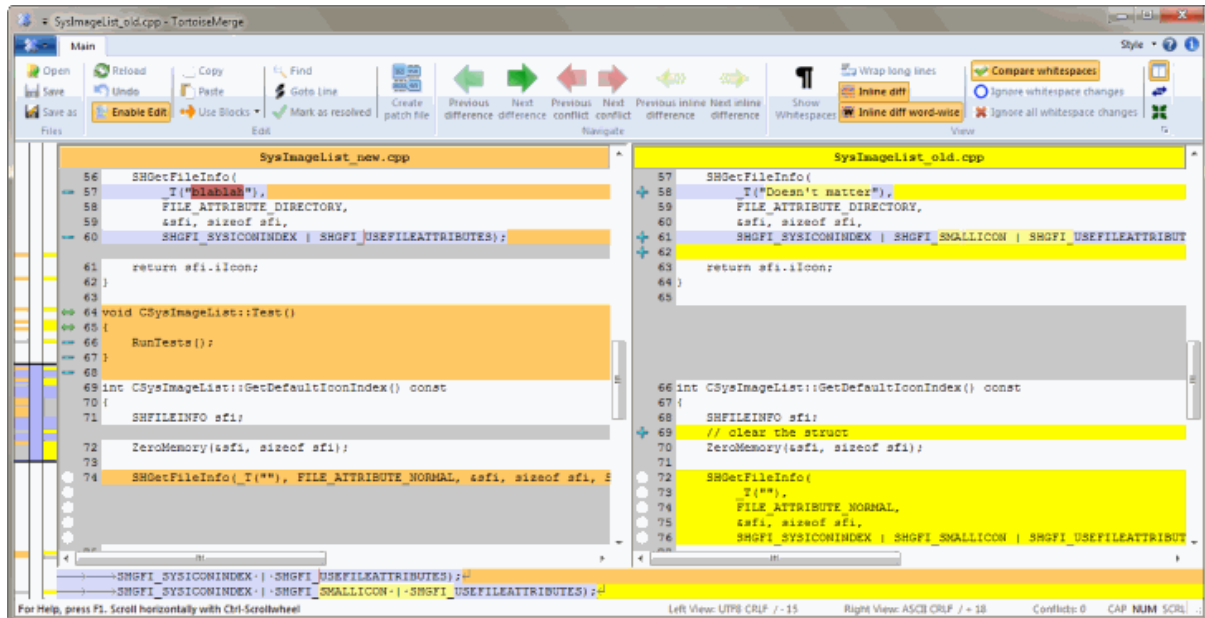 SysImageList_old.cpp - TortoiseMerge
Main
Style
Open
Save
Save as
Files
Reload
Undo
Enable Edit
Copy
Paste
Use Blocks
Find
Goto Line
Mark as resolved
Edit
Create patch file
Previous difference
Next difference
Previous conflict
Next conflict
Previous inline difference
Next inline difference
Navigate
Show Whitespaces
Wrap long lines
Inline diff
Inline diff word-wise
Compare whitespaces
Ignore whitespace changes
Ignore all whitespace changes
View
SysImageList_new.cpp
56 SHGetFileInfo(
57 _T("blablah"),
58 FILE_ATTRIBUTE_DIRECTORY,
59 &sfi, sizeof sfi,
60 SHGFI_SYSICONINDEX | SHGFI_USEFILEATTRIBUTES);
61 return sfi.iIcon;
62 }
63
64 void CSysImageList::Test()
65 {
66 RunTests();
67 }
68
69 int CSysImageList::GetDefaultIconIndex() const
70 {
71 SHFILEINFO sfi;
72 ZeroMemory(&sfi, sizeof sfi);
73
74 SHGetFileInfo(_T(""), FILE_ATTRIBUTE_NORMAL, &sfi, sizeof sfi, S
SysImageList_old.cpp
57 SHGetFileInfo(
58 _T("Doesn't matter"),
59 FILE_ATTRIBUTE_DIRECTORY,
60 &sfi, sizeof sfi,
61 SHGFI_SYSICONINDEX | SHGFI_SMALLICON | SHGFI_USEFILEATTRIBUT
62
63 return sfi.iIcon;
64 }
65
66 int CSysImageList::GetDefaultIconIndex() const
67 {
68 SHFILEINFO sfi;
69 // clear the struct
70 ZeroMemory(&sfi, sizeof sfi);
71
72 SHGetFileInfo(
73 _T(""),
74 FILE_ATTRIBUTE_NORMAL,
75 &sfi, sizeof sfi,
76 SHGFI_SYSICONINDEX | SHGFI_SMALLICON | SHGFI_USEFILEATTRIBUT
SHGFI_SYSICONINDEX·|·SHGFI_USEFILEATTRIBUTES);
SHGFI_SYSICONINDEX·|·SHGFI_SMALLICON·|·SHGFI_USEFILEATTRIBUTES);
For Help, press F1. Scroll horizontally with Ctrl-Scrollwheel
Left View: UTF8 CRLF / - 15
Right View: ASCII CRLF / + 18
Conflicts: 0
CAP NUM SCRL